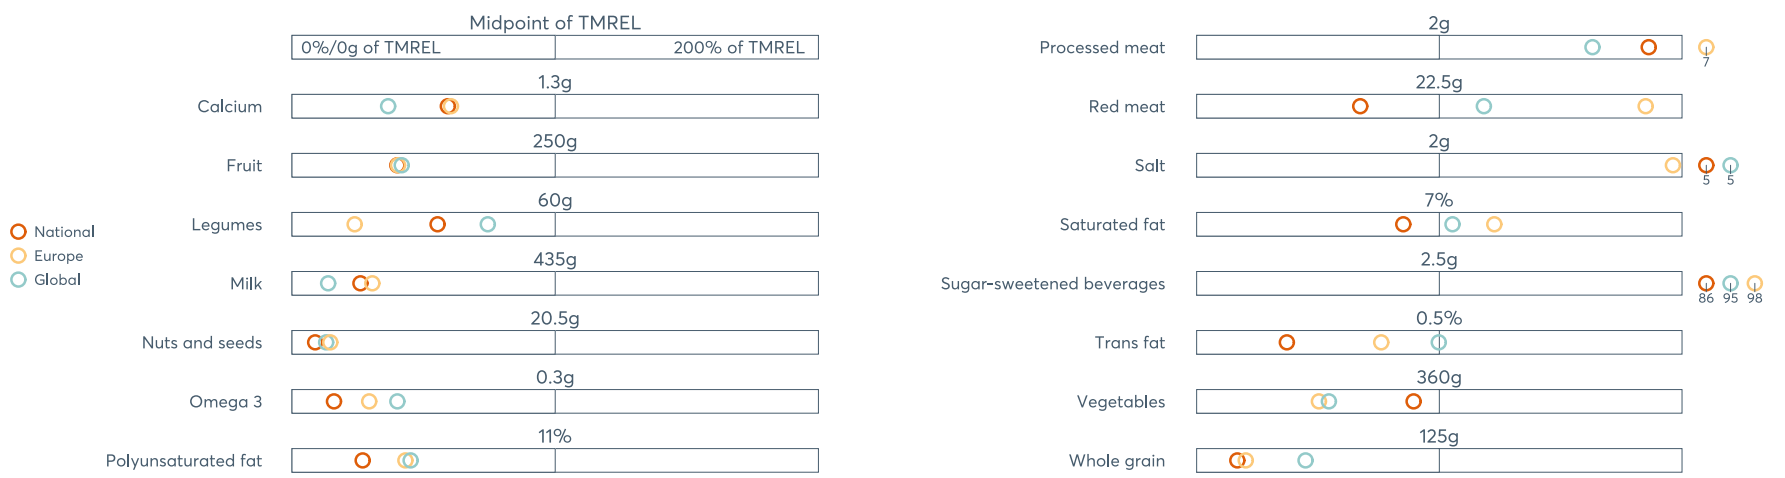 Midpoint of TMREL
0%/0g of TMREL 200% of TMREL
1.3g
Calcium
250g
Fruit
60g
Legumes
435g
Milk
20.5g
Nuts and seeds
0.3g
Omega 3
11%
Polyunsaturated fat
National
Europe
Global
2g
Processed meat
7
22.5g
Red meat
2g
Salt
5 5
7%
Saturated fat
2.5g
Sugar-sweetened beverages
86 95 98
0.5%
Trans fat
360g
Vegetables
125g
Whole grain